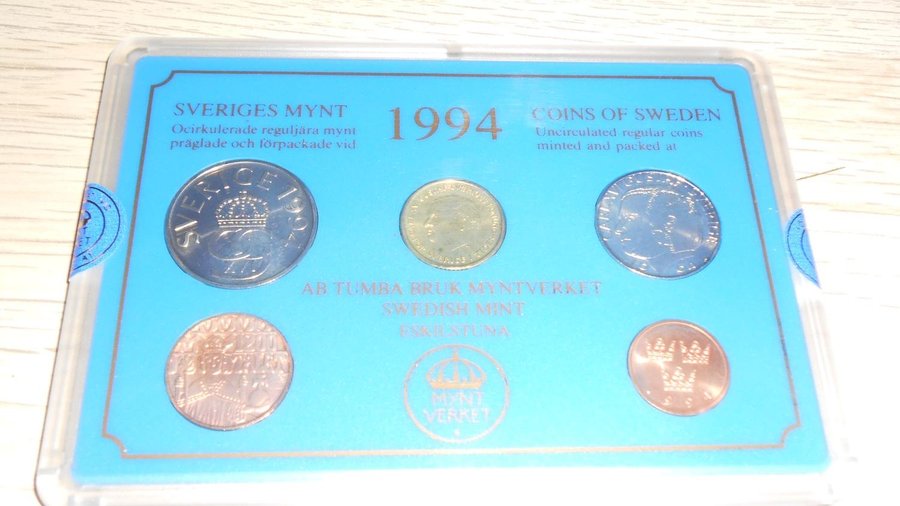 SVERIGES MYNT
Ocirkulerade reguljära mynt
präglade och förpackade vid
1994
COINS OF SWEDEN
Uncirculated regular coins
minted and packed at
SVERIGE 1994
AB TUMBA BRUK MYNTVERKET
SWEDISH MINT
ESKILSTUNA
MYNT
VERKET